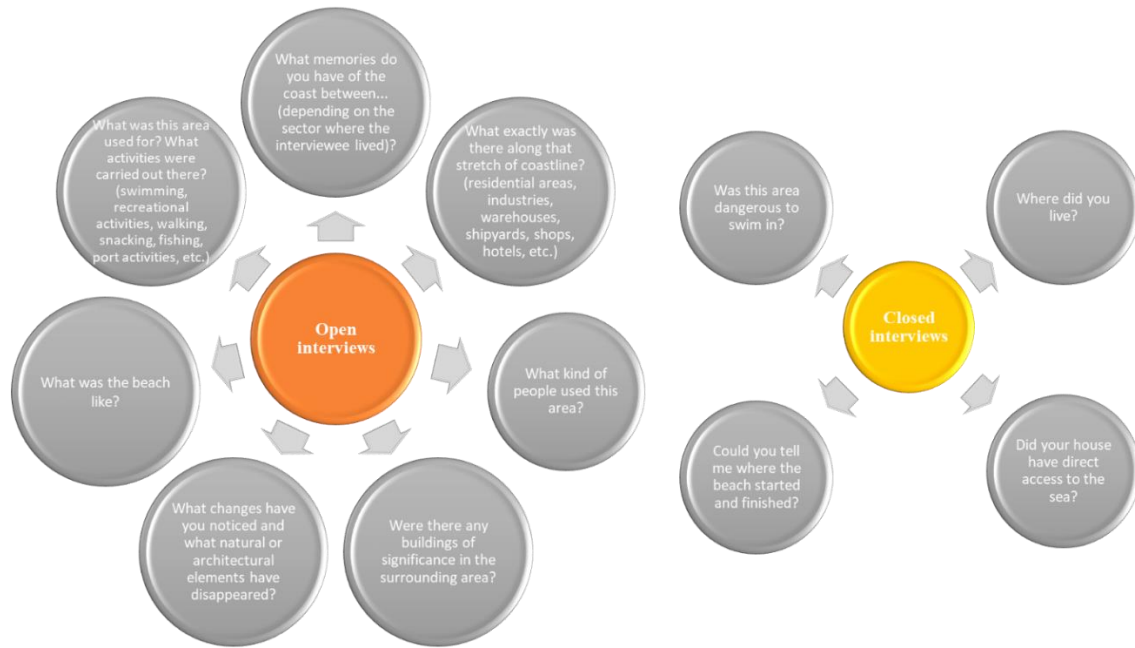 What memories do
you have of the
coast between...
(depending on the
sector where the
interviewee lived)?
What was this area
used for? What
activities were
carried out there?
(swimming,
recreational
activities, walking,
snacking, fishing,
port activities, etc.)
What exactly was
there along that
stretch of coastline?
(residential areas,
industries,
warehouses,
shipyards, shops,
hotels, etc.)
Open
interviews
What was the beach
like?
What kind of
people used this
area?
What changes have
you noticed and
what natural or
architectural
elements have
disappeared?
Were there any
buildings of
significance in the
surrounding area?
Was this area
dangerous to
swim in?
Where did you
live?
Closed
interviews
Could you tell
me where the
beach started
and finished?
Did your house
have direct
access to the
sea?